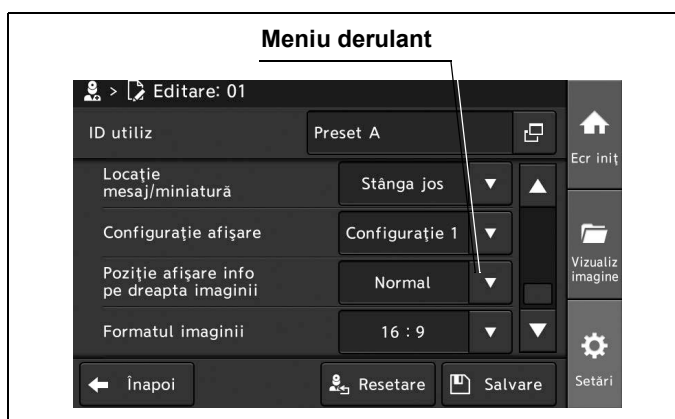 Meniu derulant
> Editare: 01
ID utiliz
Preset A
Ecr iniț
Locație
mesaj/miniatură
Stânga jos
Configurație afișare
Configurație 1
Vizualiz
imagine
Poziție afișare info
pe dreapta imaginii
Normal
Formatul imaginii
16 : 9
Înapoi
Resetare
Salvare
Setări